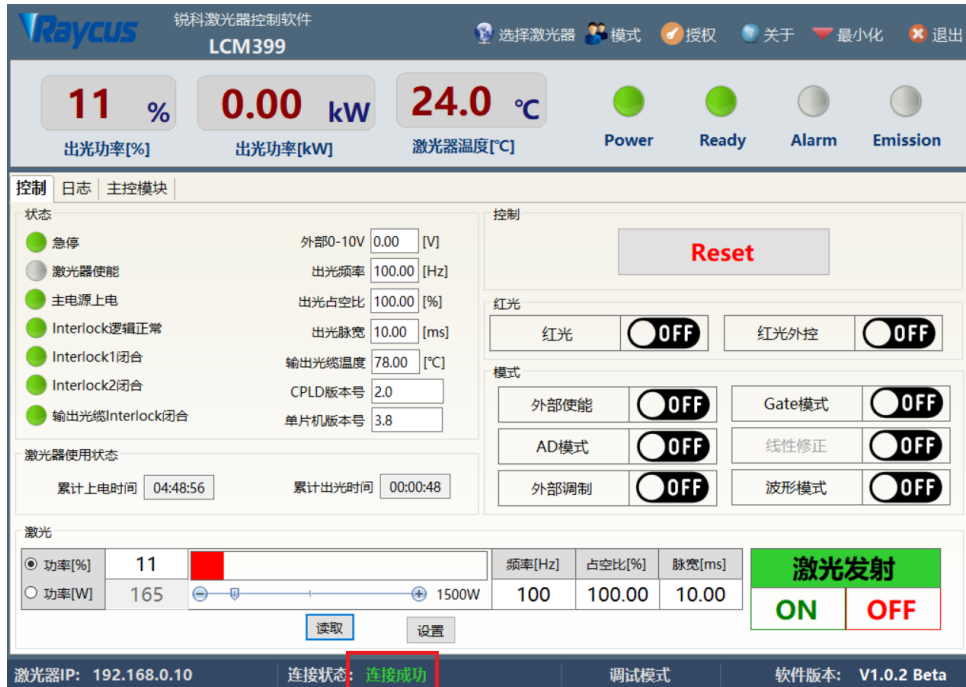 Raycus
锐科激光器控制软件
LCM399
选择激光器 模式 授权 关于 最小化 退出
11 % 0.00 kW 24.0 ℃
出光功率[%] 出光功率[kW] 激光器温度[℃] Power Ready Alarm Emission
控制 日志 主控模块
状态
急停
激光器使能
主电源上电
Interlock逻辑正常
Interlock1闭合
Interlock2闭合
输出光缆Interlock闭合
外部0-10V 0.00 [V]
出光频率 100.00 [Hz]
出光占空比 100.00 [%]
出光脉宽 10.00 [ms]
输出光缆温度 78.00 [℃]
CPLD版本号 2.0
单片机版本号 3.8
控制
Reset
红光
红光 OFF 红光外控 OFF
模式
外部使能 OFF Gate模式 OFF
AD模式 OFF 线性修正 OFF
外部调制 OFF 波形模式 OFF
激光器使用状态
累计上电时间 04:48:56 累计出光时间 00:00:48
激光
功率[%] 11
功率[W] 165 1500W
读取 设置
频率[Hz] 占空比[%] 脉宽[ms]
100 100.00 10.00
激光发射
ON OFF
激光器IP: 192.168.0.10 连接状态: 连接成功 调试模式 软件版本: V1.0.2 Beta